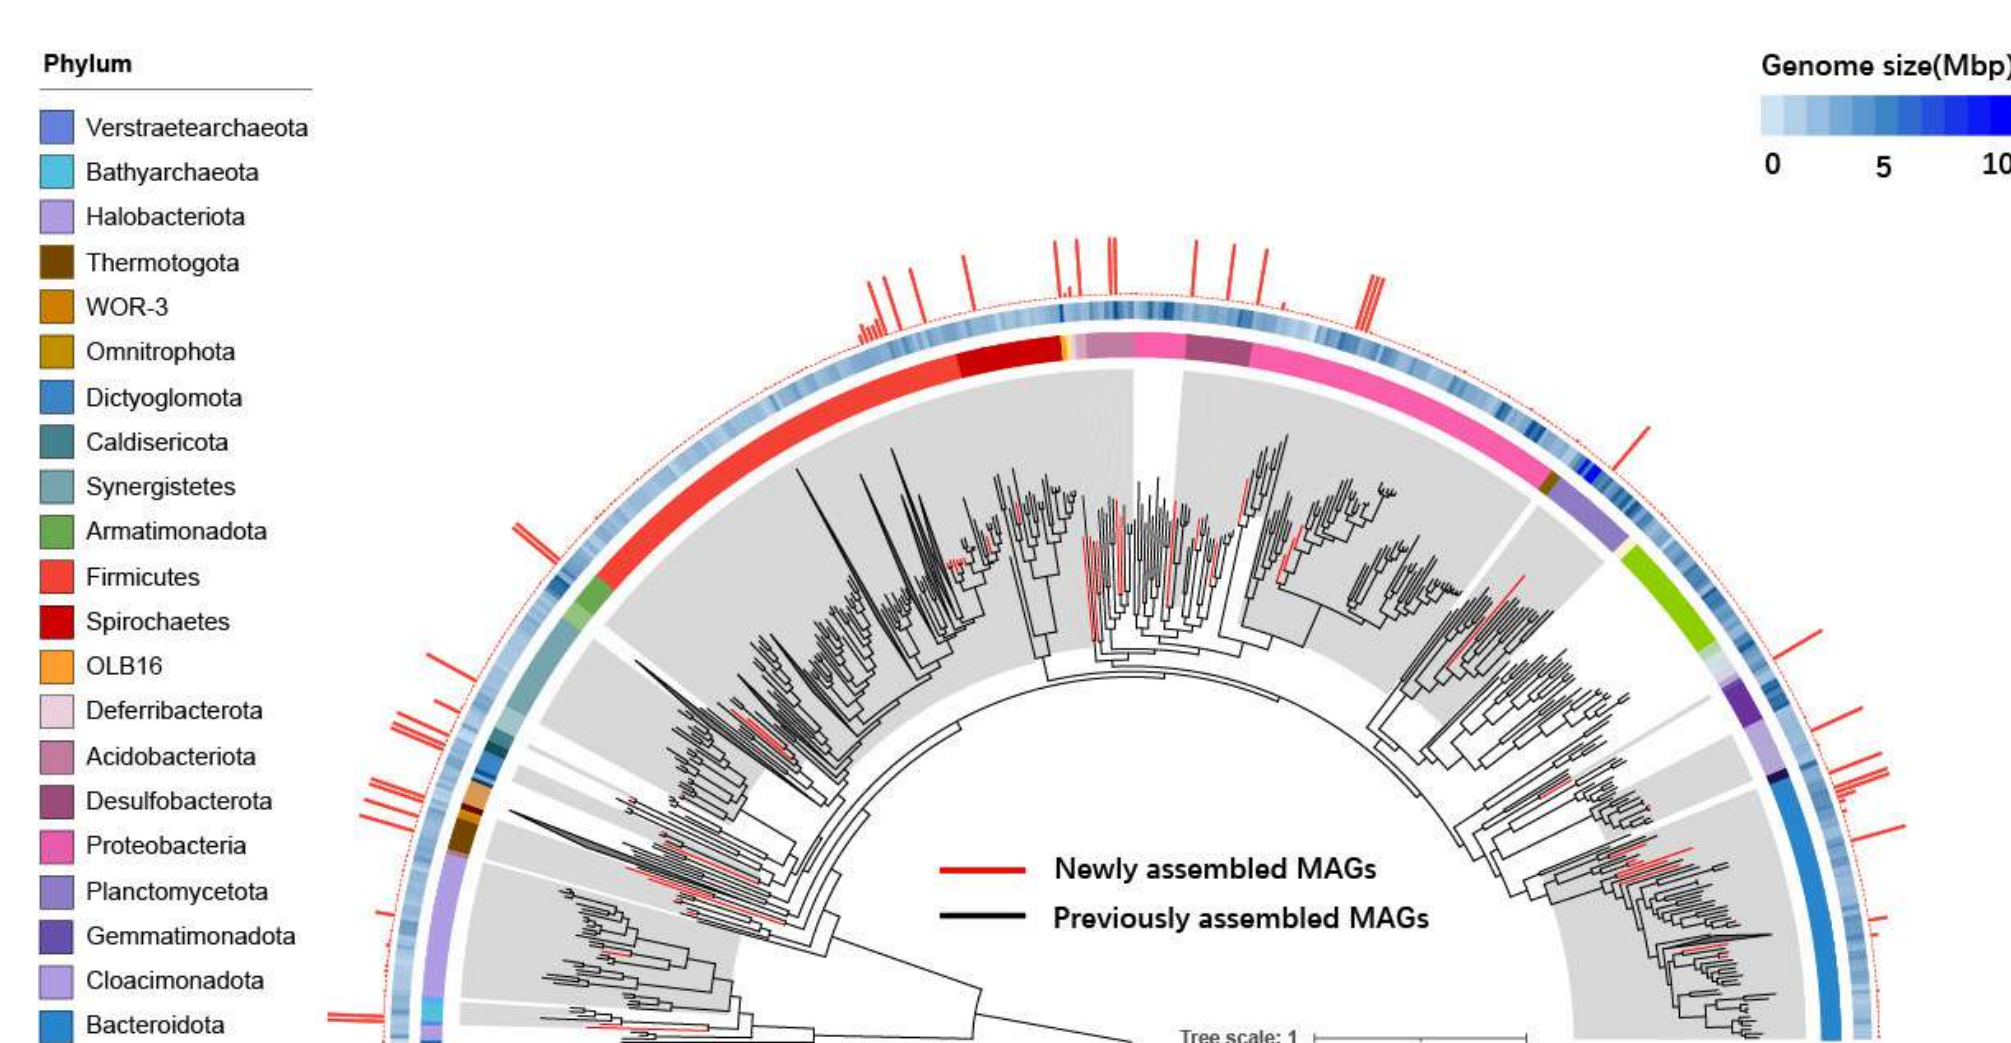 Phylum
Verstraetearchaeota
Bathyarchaeota
Halobacteriota
Thermotogota
WOR-3
Omnitrophota
Dictyoglomota
Caldisericota
Synergistetes
Armatimonadota
Firmicutes
Spirochaetes
OLB16
Deferribacterota
Acidobacteriota
Desulfobacterota
Proteobacteria
Planctomycetota
Gemmatimonadota
Cloacimonadota
Bacteroidota
Genome size(Mbp)
0 5 10
Newly assembled MAGs
Previously assembled MAGs
Tree scale: 1